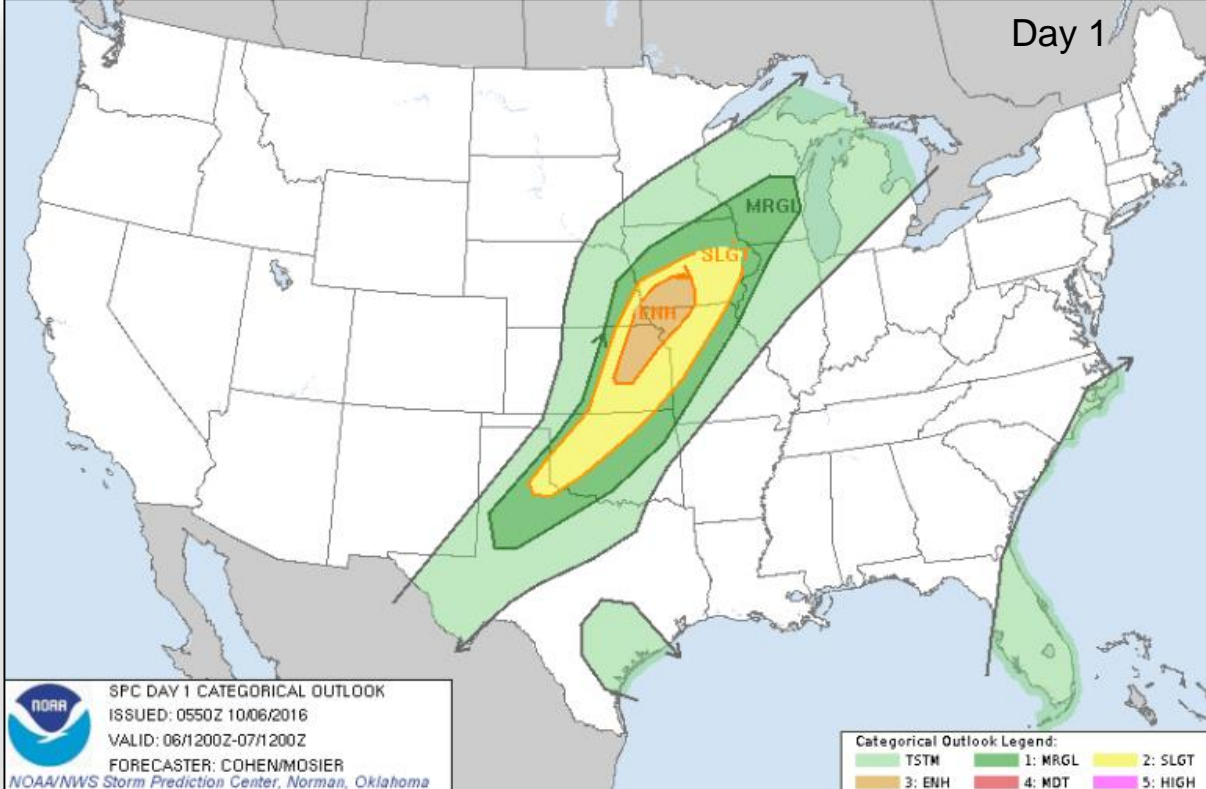 Day 1
MRGL
SLGT
ENH
NOAA
SPC DAY 1 CATEGORICAL OUTLOOK
ISSUED: 0550Z 10/06/2016
VALID: 06/1200Z-07/1200Z
FORECASTER: COHEN/MOSIER
NOAA/NWS Storm Prediction Center, Norman, Oklahoma
Categorical Outlook Legend:
TSTM 1: MRGL 2: SLGT
3: ENH 4: MDT 5: HIGH